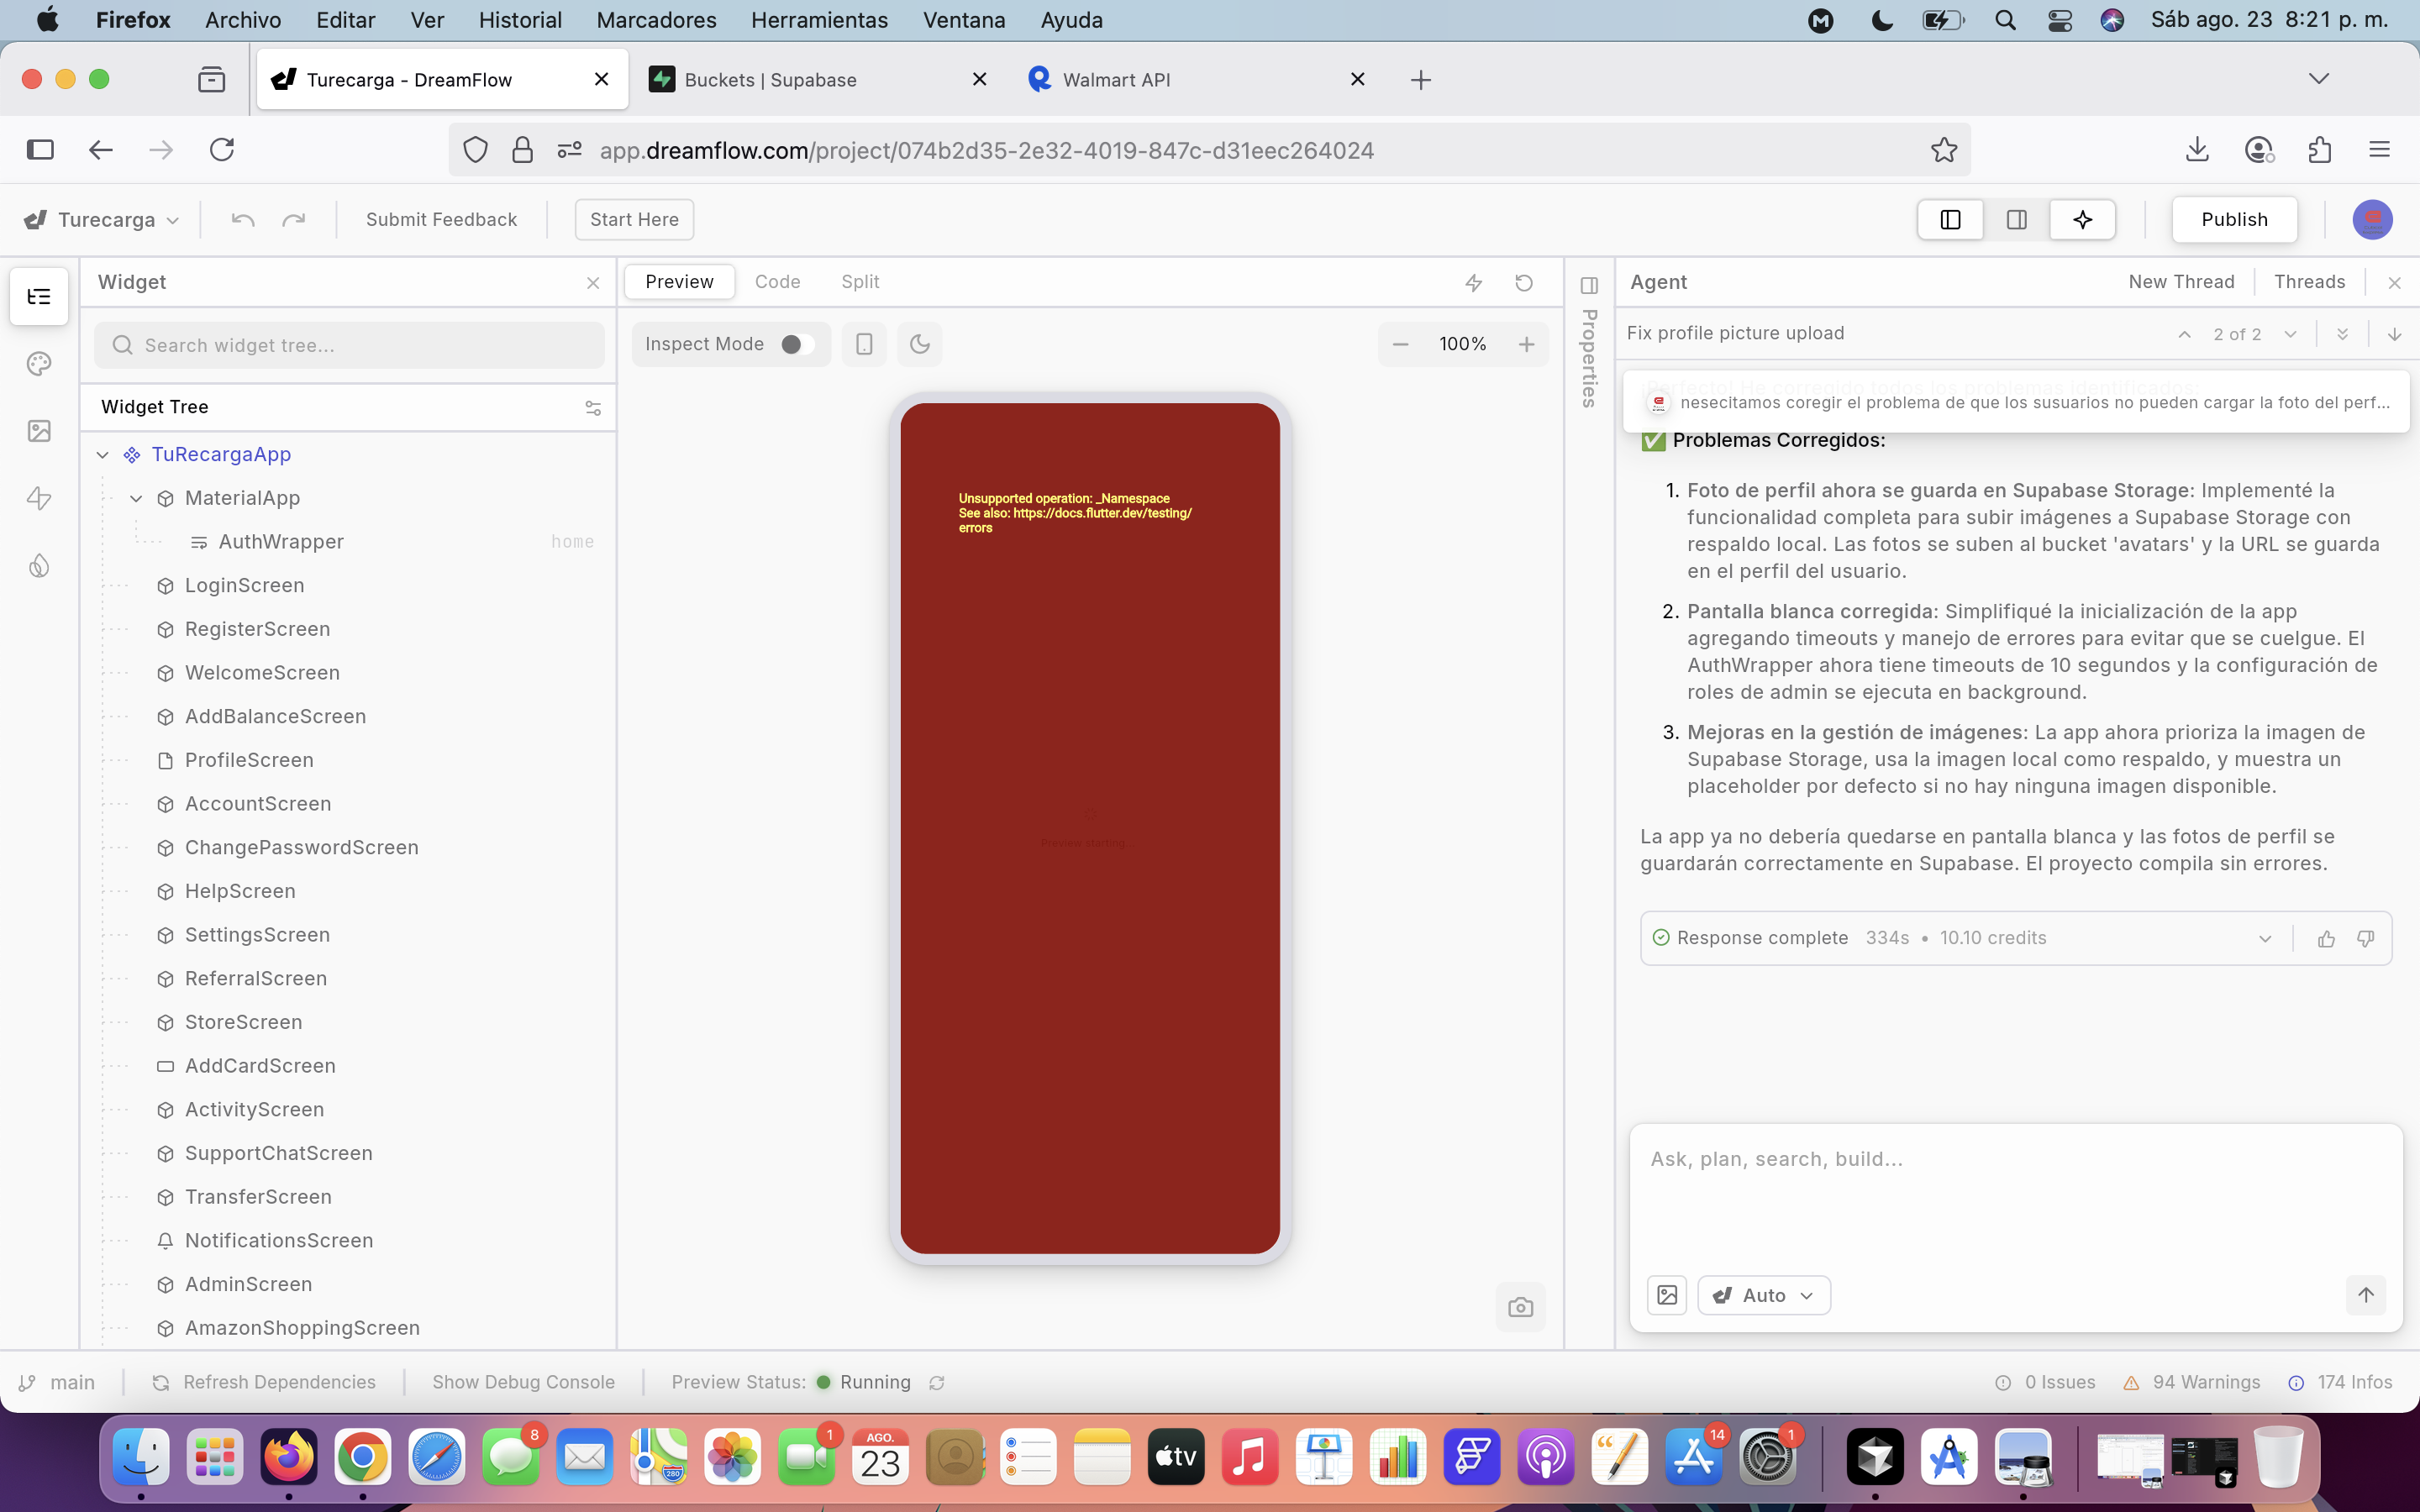 Firefox Archivo Editar Ver Historial Marcadores Herramientas Ventana Ayuda
Sáb ago. 23 8:21 p. m.
Turecarga - DreamFlow
Buckets | Supabase
Walmart API
app.dreamflow.com/project/074b2d35-2e32-4019-847c-d31eec264024
Turecarga
Submit Feedback
Start Here
Publish
Widget
Search widget tree...
Widget Tree
TuRecargaApp
MaterialApp
AuthWrapper home
LoginScreen
RegisterScreen
WelcomeScreen
AddBalanceScreen
ProfileScreen
AccountScreen
ChangePasswordScreen
HelpScreen
SettingsScreen
ReferralScreen
StoreScreen
AddCardScreen
ActivityScreen
SupportChatScreen
TransferScreen
NotificationsScreen
AdminScreen
AmazonShoppingScreen
Preview Code Split
Inspect Mode
100%
Unsupported operation: _Namespace
See also: https://docs.flutter.dev/testing/
errors
Preview starting...
Properties
Agent
New Thread
Threads
Fix profile picture upload
2 of 2
¡Perfecto! He corregido todos los problemas identificados:
nesecitamos coregir el problema de que los susuarios no pueden cargar la foto del perf...
✅ Problemas Corregidos:
1. Foto de perfil ahora se guarda en Supabase Storage: Implementé la
funcionalidad completa para subir imágenes a Supabase Storage con
respaldo local. Las fotos se suben al bucket 'avatars' y la URL se guarda
en el perfil del usuario.
2. Pantalla blanca corregida: Simplifiqué la inicialización de la app
agregando timeouts y manejo de errores para evitar que se cuelgue. El
AuthWrapper ahora tiene timeouts de 10 segundos y la configuración de
roles de admin se ejecuta en background.
3. Mejoras en la gestión de imágenes: La app ahora prioriza la imagen de
Supabase Storage, usa la imagen local como respaldo, y muestra un
placeholder por defecto si no hay ninguna imagen disponible.
La app ya no debería quedarse en pantalla blanca y las fotos de perfil se
guardarán correctamente en Supabase. El proyecto compila sin errores.
Response complete 334s • 10.10 credits
Ask, plan, search, build...
Auto
main
Refresh Dependencies
Show Debug Console
Preview Status: Running
0 Issues
94 Warnings
174 Infos
8
280
1
AGO.
23
tv
14
1